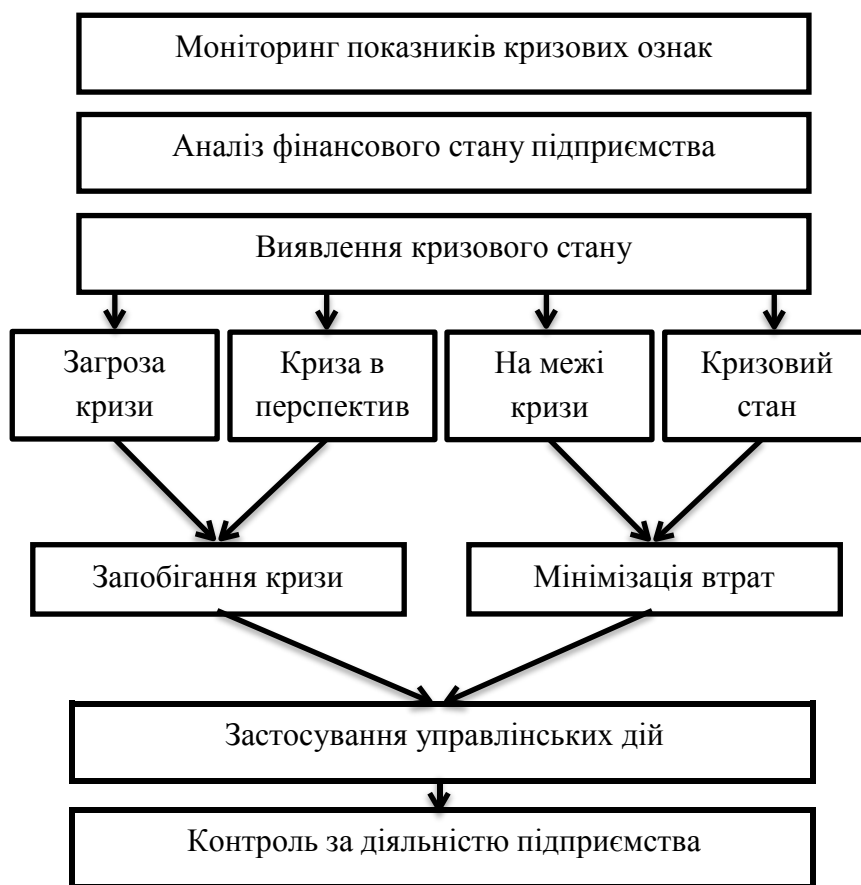 Моніторинг показників кризових ознак
Аналіз фінансового стану підприємства
Виявлення кризового стану
Загроза
кризи
Криза в
перспектив
На межі
кризи
Кризовий
стан
Запобігання кризи
Мінімізація втрат
Застосування управлінських дій
Контроль за діяльністю підприємства